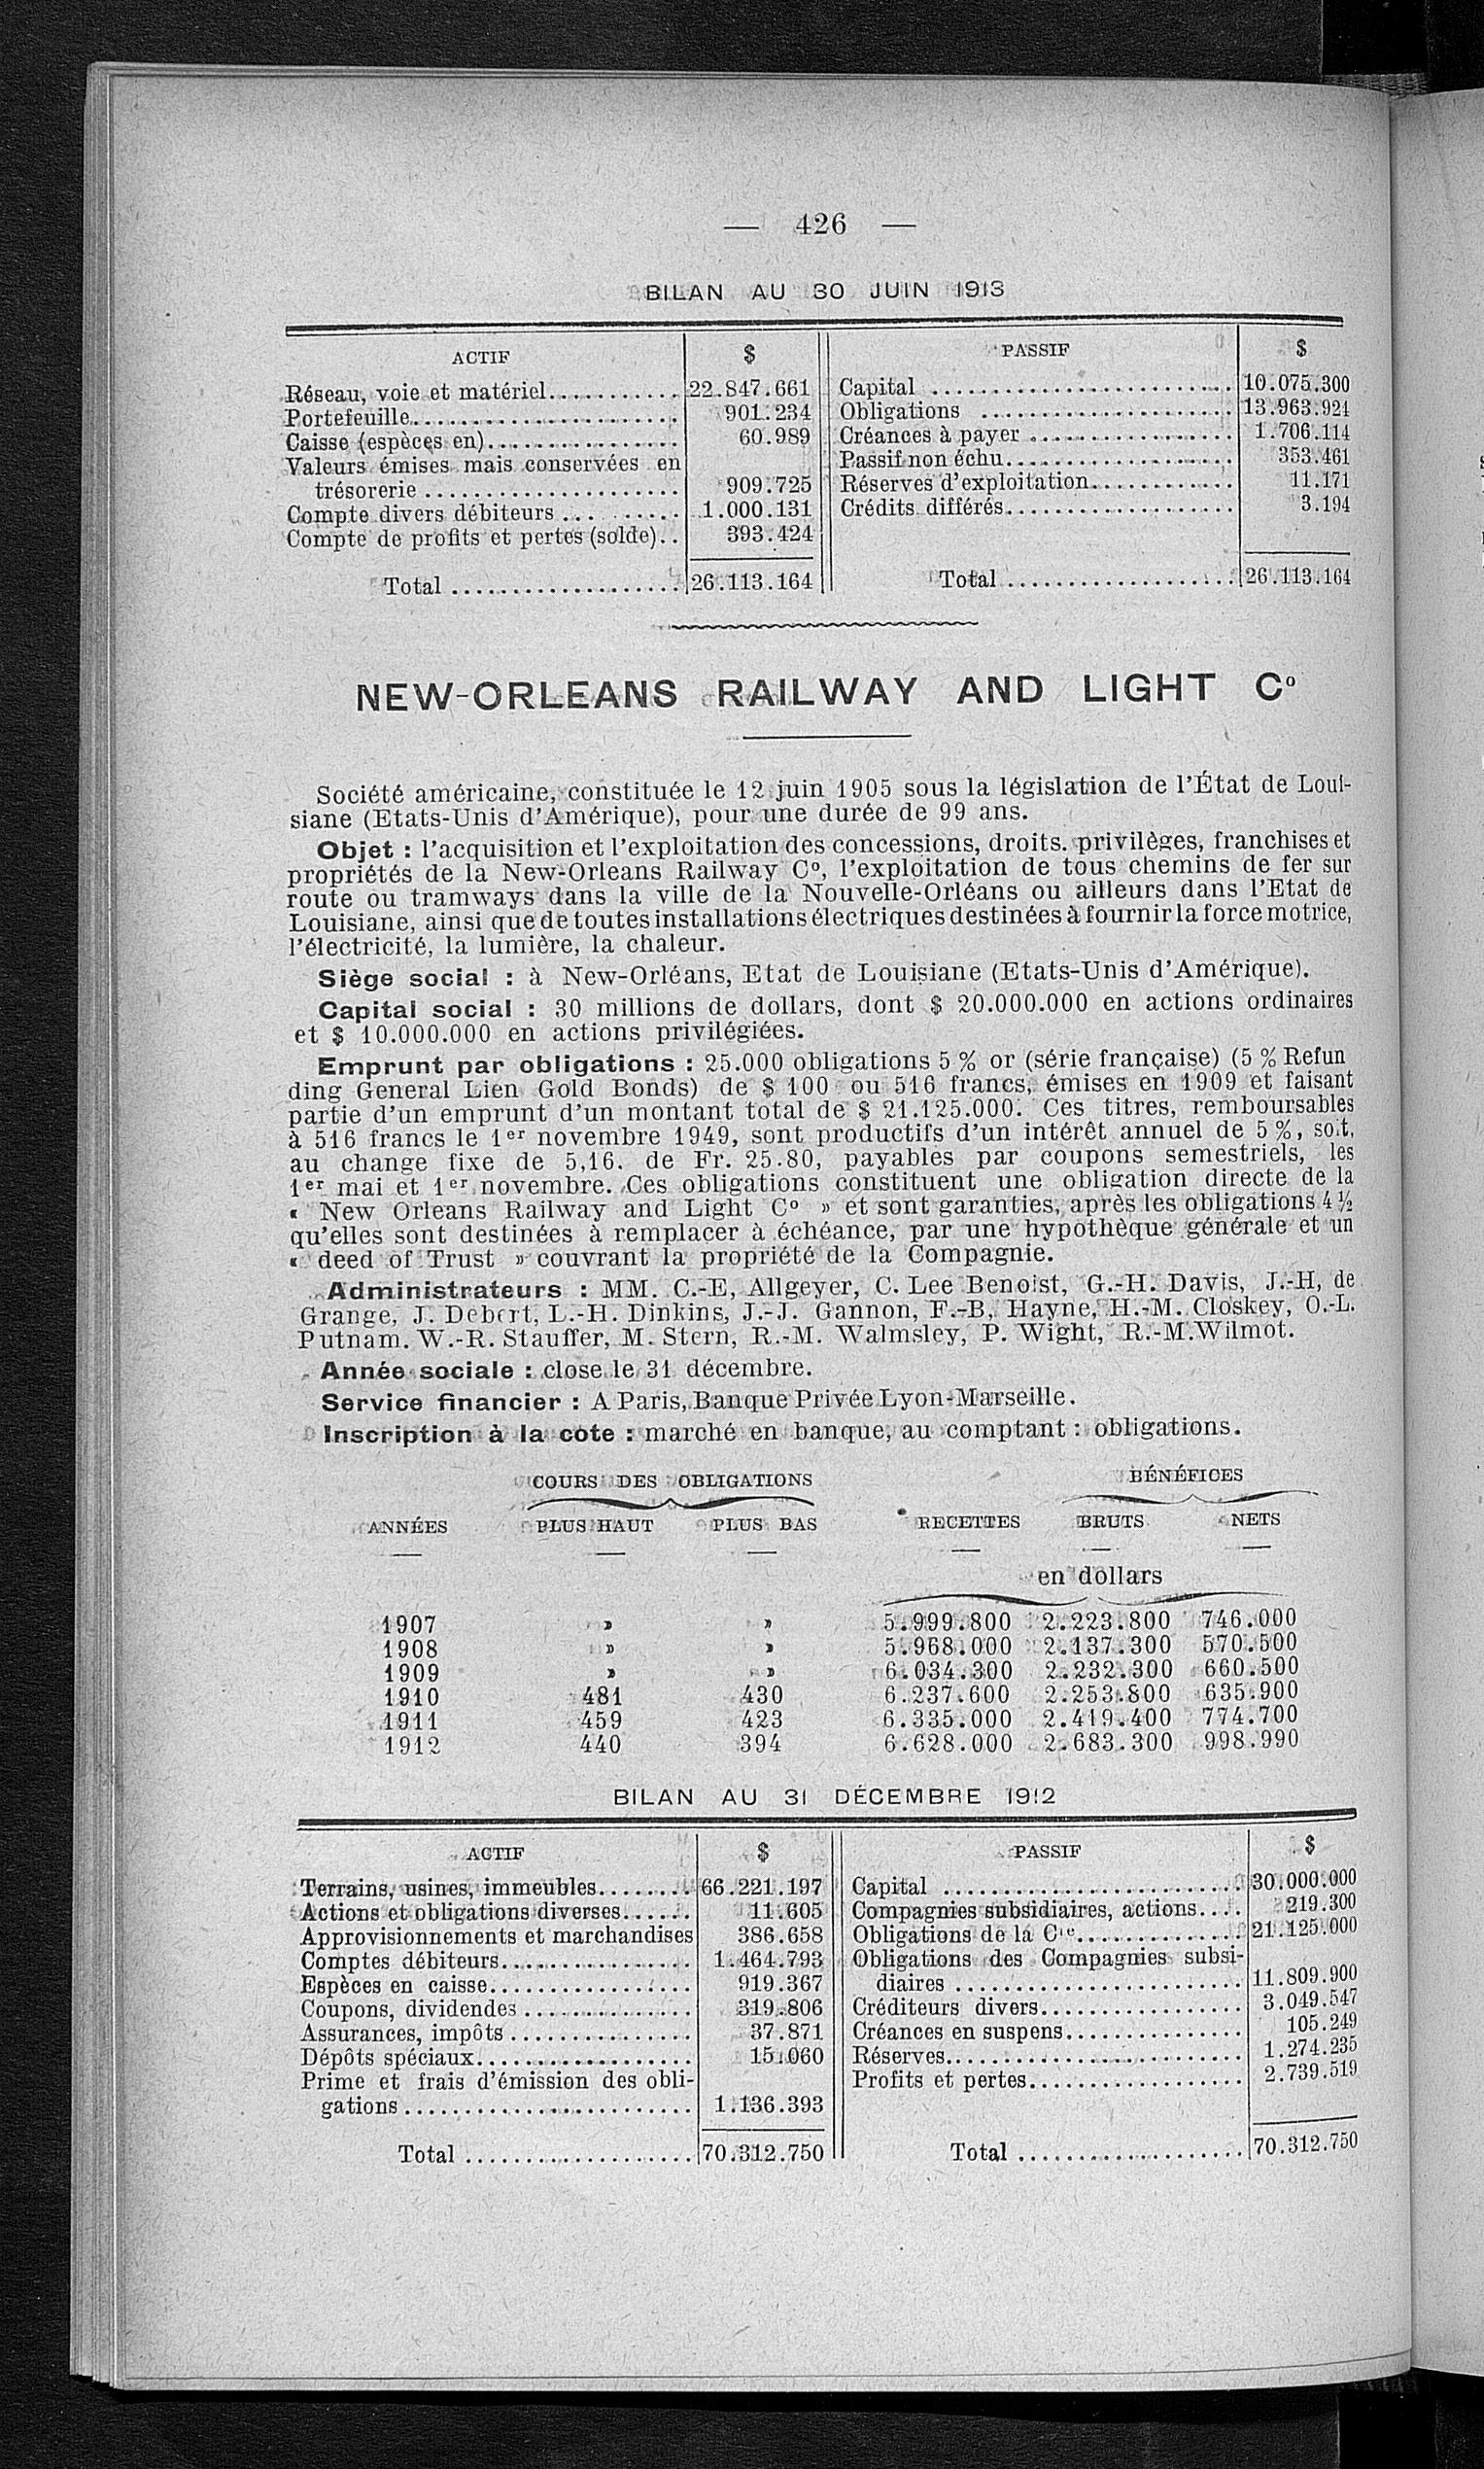 — 426 —
BILAN AU 30 JUIN 1913
ACTIF $ PASSIF $
Réseau, voie et matériel........... 22.847.661 Capital ......................... 10.075.300
Portefeuille...................... 901.234 Obligations ..................... 13.963.924
Caisse (espèces en)................ 60.989 Créances à payer ................. 1.706.114
Valeurs émises mais conservées en Passif non échu................... 353.461
trésorerie ..................... 909.725 Réserves d'exploitation............ 11.171
Compte divers débiteurs ... ...... 1.000.131 Crédits différés................... 3.194
Compte de profits et pertes (solde).. 393.424
Total ................... 26.113.164 Total ................... 26.113.164
NEW-ORLEANS RAILWAY AND LIGHT Cº
Société américaine, constituée le 12 juin 1905 sous la législation de l'État de Loui-
siane (Etats-Unis d'Amérique), pour une durée de 99 ans.
Objet : l'acquisition et l'exploitation des concessions, droits. privilèges, franchises et
propriétés de la New-Orleans Railway Cº, l'exploitation de tous chemins de fer sur
route ou tramways dans la ville de la Nouvelle-Orléans ou ailleurs dans l'Etat de
Louisiane, ainsi que de toutes installations électriques destinées à fournir la force motrice,
l'électricité, la lumière, la chaleur.
Siège social : à New-Orléans, Etat de Louisiane (Etats-Unis d'Amérique).
Capital social : 30 millions de dollars, dont $ 20.000.000 en actions ordinaires
et $ 10.000.000 en actions privilégiées.
Emprunt par obligations : 25.000 obligations 5 % or (série française) (5 % Refun
ding General Lien Gold Bonds) de $ 100 ou 516 francs, émises en 1909 et faisant
partie d'un emprunt d'un montant total de $ 21.125.000. Ces titres, remboursables
à 516 francs le 1er novembre 1949, sont productifs d'un intérêt annuel de 5 %, soit,
au change fixe de 5,16. de Fr. 25.80, payables par coupons semestriels, les
1er mai et 1er novembre. Ces obligations constituent une obligation directe de la
« New Orleans Railway and Light Cº » et sont garanties, après les obligations 4 ½
qu'elles sont destinées à remplacer à échéance, par une hypothèque générale et un
« deed of Trust » couvrant la propriété de la Compagnie.
Administrateurs : MM. C.-E, Allgeyer, C. Lee Benoist, G.-H. Davis, J.-H, de
Grange, J. Debert, L.-H. Dinkins, J.-J. Gannon, F.-B, Hayne, H.-M. Closkey, O.-L.
Putnam. W.-R. Stauffer, M. Stern, R.-M. Walmsley, P. Wight, R.-M. Wilmot.
Année sociale : close le 31 décembre.
Service financier : A Paris, Banque Privée Lyon-Marseille.
Inscription à la cote : marché en banque, au comptant : obligations.
COURS DES OBLIGATIONS BÉNÉFICES
ANNÉES PLUS HAUT PLUS BAS RECETTES BRUTS NETS
en dollars
1907 » » 5.999.800 2.223.800 746.000
1908 » » 5.968.000 2.137.300 570.500
1909 » » 6.034.300 2.232.300 660.500
1910 481 430 6.237.600 2.253.800 635.900
1911 459 423 6.335.000 2.419.400 774.700
1912 440 394 6.628.000 2.683.300 998.990
BILAN AU 31 DÉCEMBRE 1912
ACTIF $ PASSIF $
Terrains, usines, immeubles........ 66.221.197 Capital ......................... 30.000.000
Actions et obligations diverses...... 11.605 Compagnies subsidiaires, actions.... 219.300
Approvisionnements et marchandises 386.658 Obligations de la Cie.............. 21.125.000
Comptes débiteurs................ 1.464.793 Obligations des Compagnies subsi-
Espèces en caisse................. 919.367 diaires ........................ 11.809.900
Coupons, dividendes .............. 319.806 Créditeurs divers................. 3.049.547
Assurances, impôts ............... 37.871 Créances en suspens............... 105.249
Dépôts spéciaux.................. 15.060 Réserves......................... 1.274.235
Prime et frais d'émission des obli- Profits et pertes.................. 2.739.519
gations ........................ 1.136.393
Total ................... 70.312.750 Total ................... 70.312.750